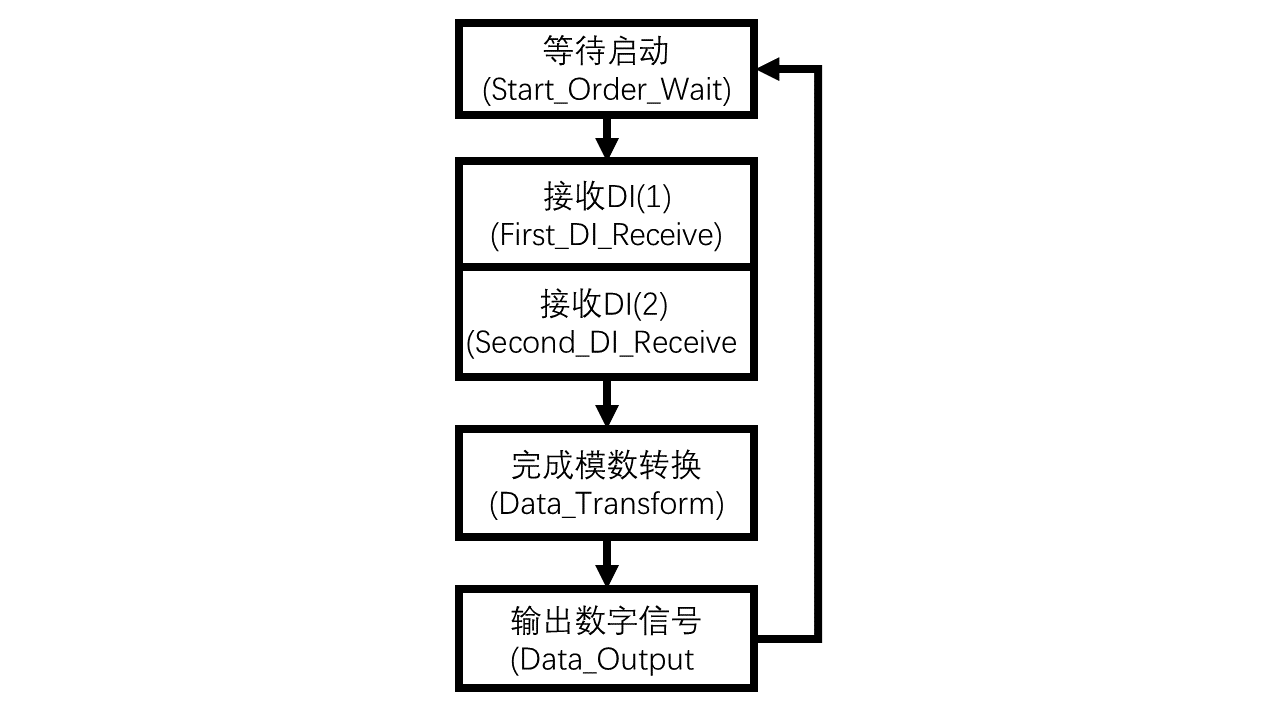 等待启动
(Start_Order_Wait)
接收DI(1)
(First_DI_Receive)
接收DI(2)
(Second_DI_Receive
完成模数转换
(Data_Transform)
输出数字信号
(Data_Output